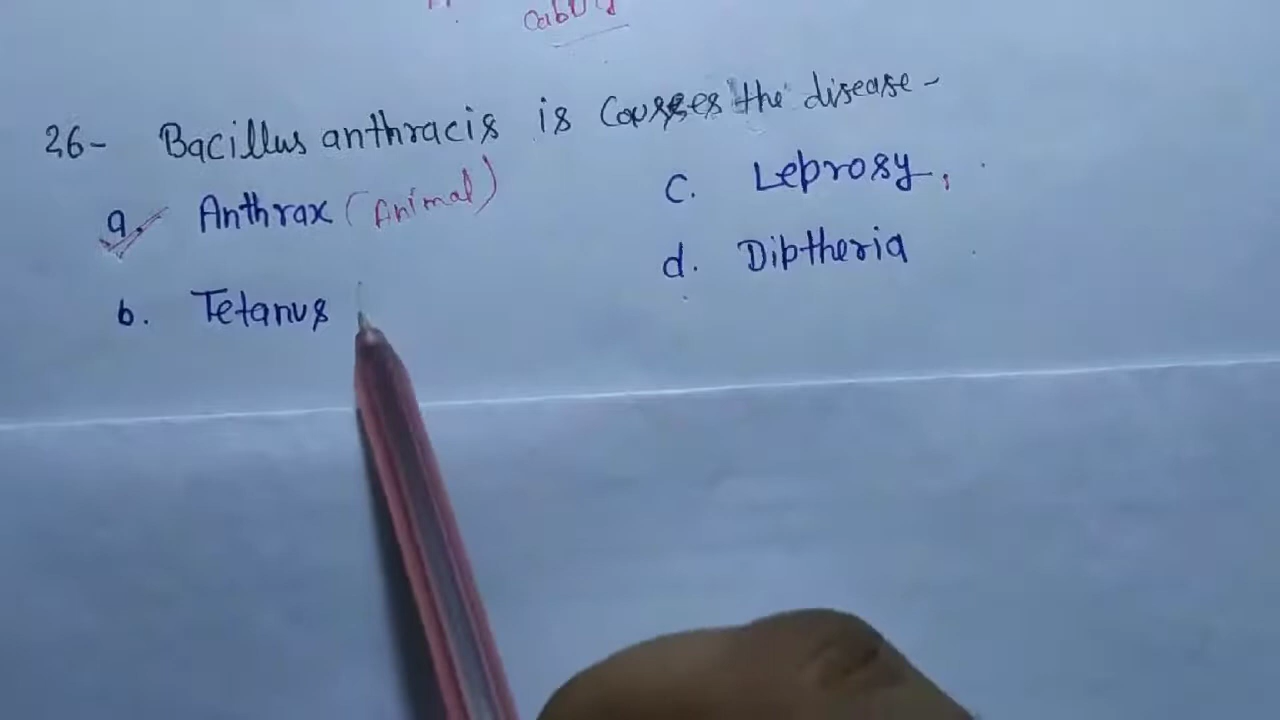 26- Bacillus anthracis is Causes the disease -
a. Anthrax (Animal)
b. Tetanus
c. Leprosy,
d. Diptheria